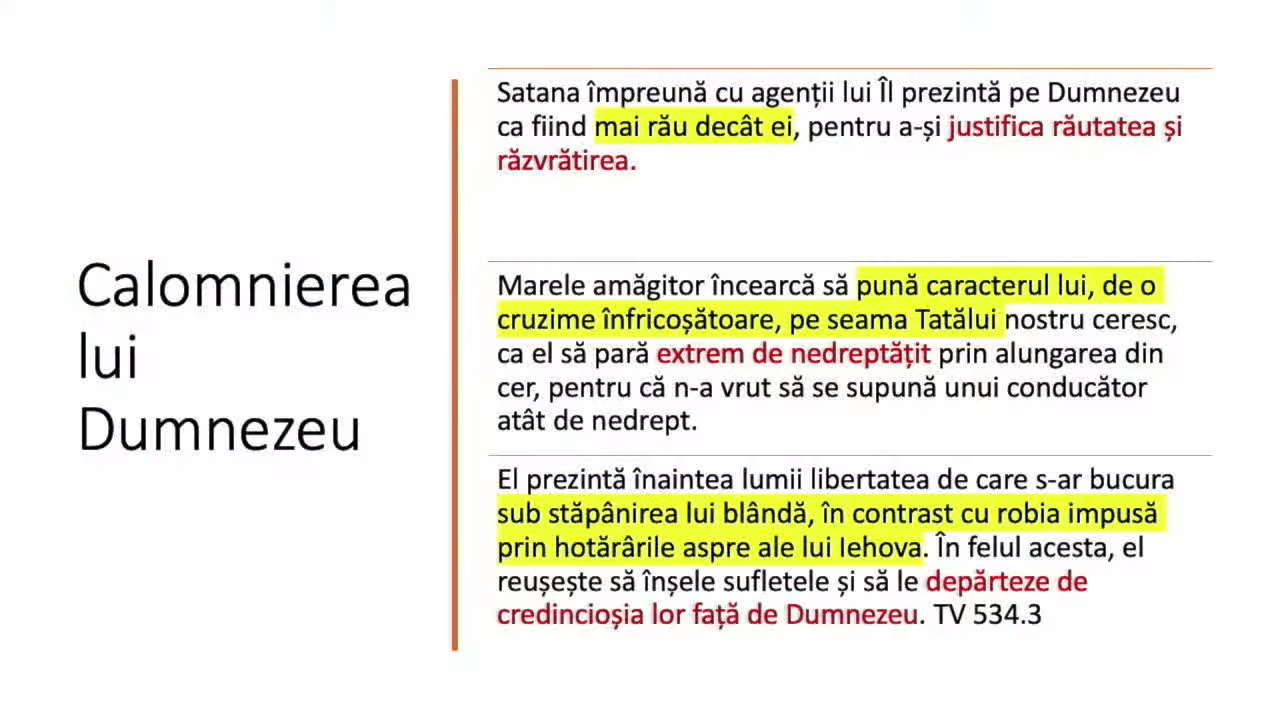 Calomnierea
lui
Dumnezeu
Satana împreună cu agenții lui Îl prezintă pe Dumnezeu
ca fiind mai rău decât ei, pentru a-și justifica răutatea și
răzvrătirea.
Marele amăgitor încearcă să pună caracterul lui, de o
cruzime înfricoșătoare, pe seama Tatălui nostru ceresc,
ca el să pară extrem de nedreptățit prin alungarea din
cer, pentru că n-a vrut să se supună unui conducător
atât de nedrept.
El prezintă înaintea lumii libertatea de care s-ar bucura
sub stăpânirea lui blândă, în contrast cu robia impusă
prin hotărârile aspre ale lui Iehova. În felul acesta, el
reușește să înșele sufletele și să le depărteze de
credincioșia lor față de Dumnezeu. TV 534.3